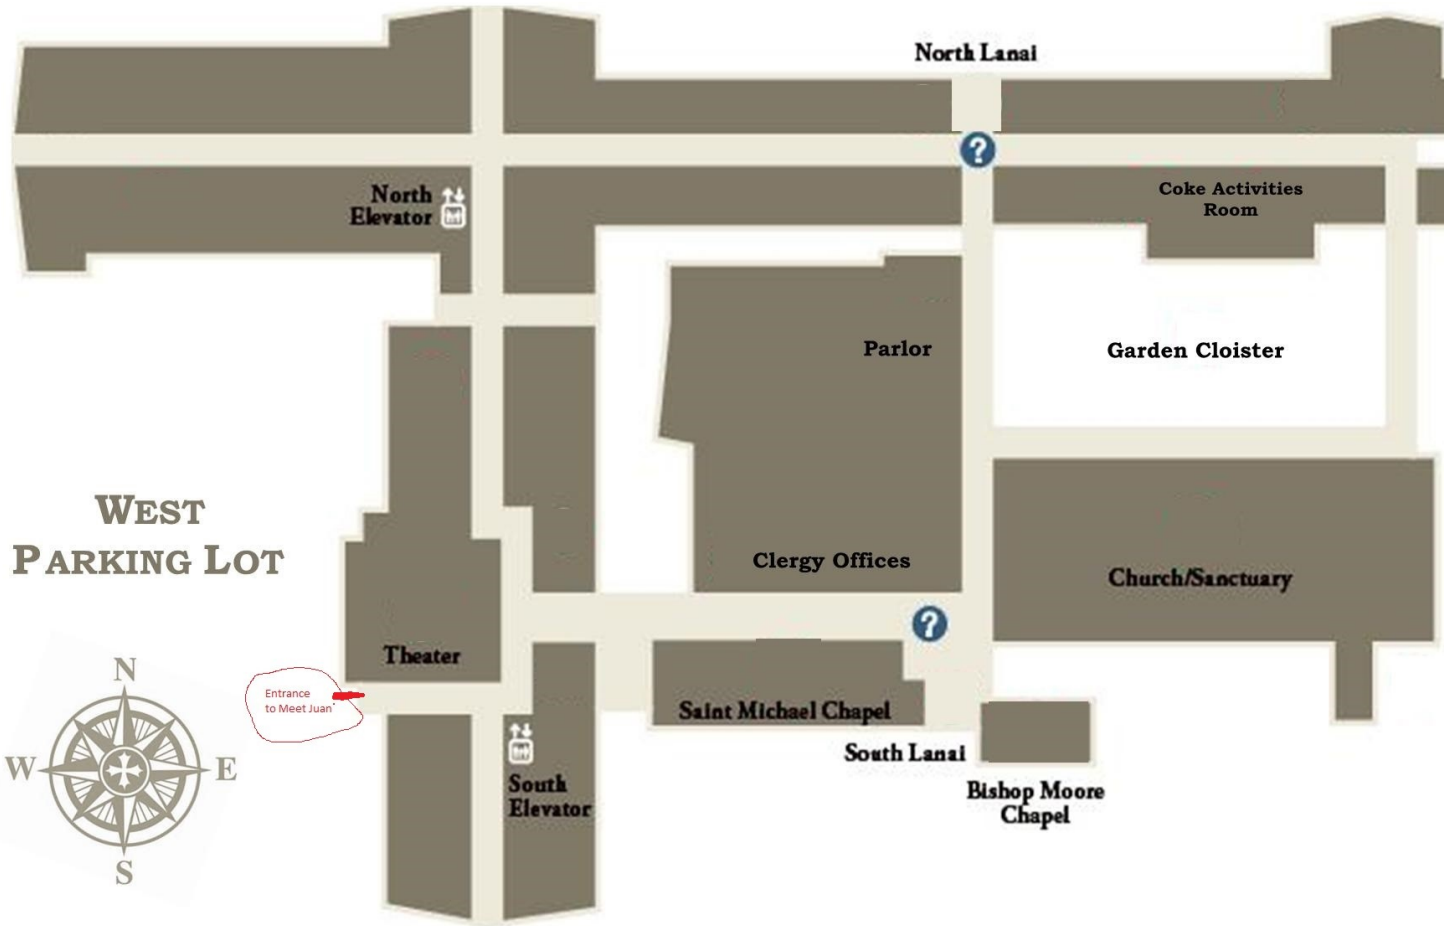 North Lanai
?
North
Elevator
Coke Activities
Room
Parlor
Garden Cloister
WEST
PARKING LOT
Clergy Offices
Church/Sanctuary
?
Theater
Entrance
to Meet Juan
Saint Michael Chapel
South Lanai
South
Elevator
Bishop Moore
Chapel
N
W
E
S